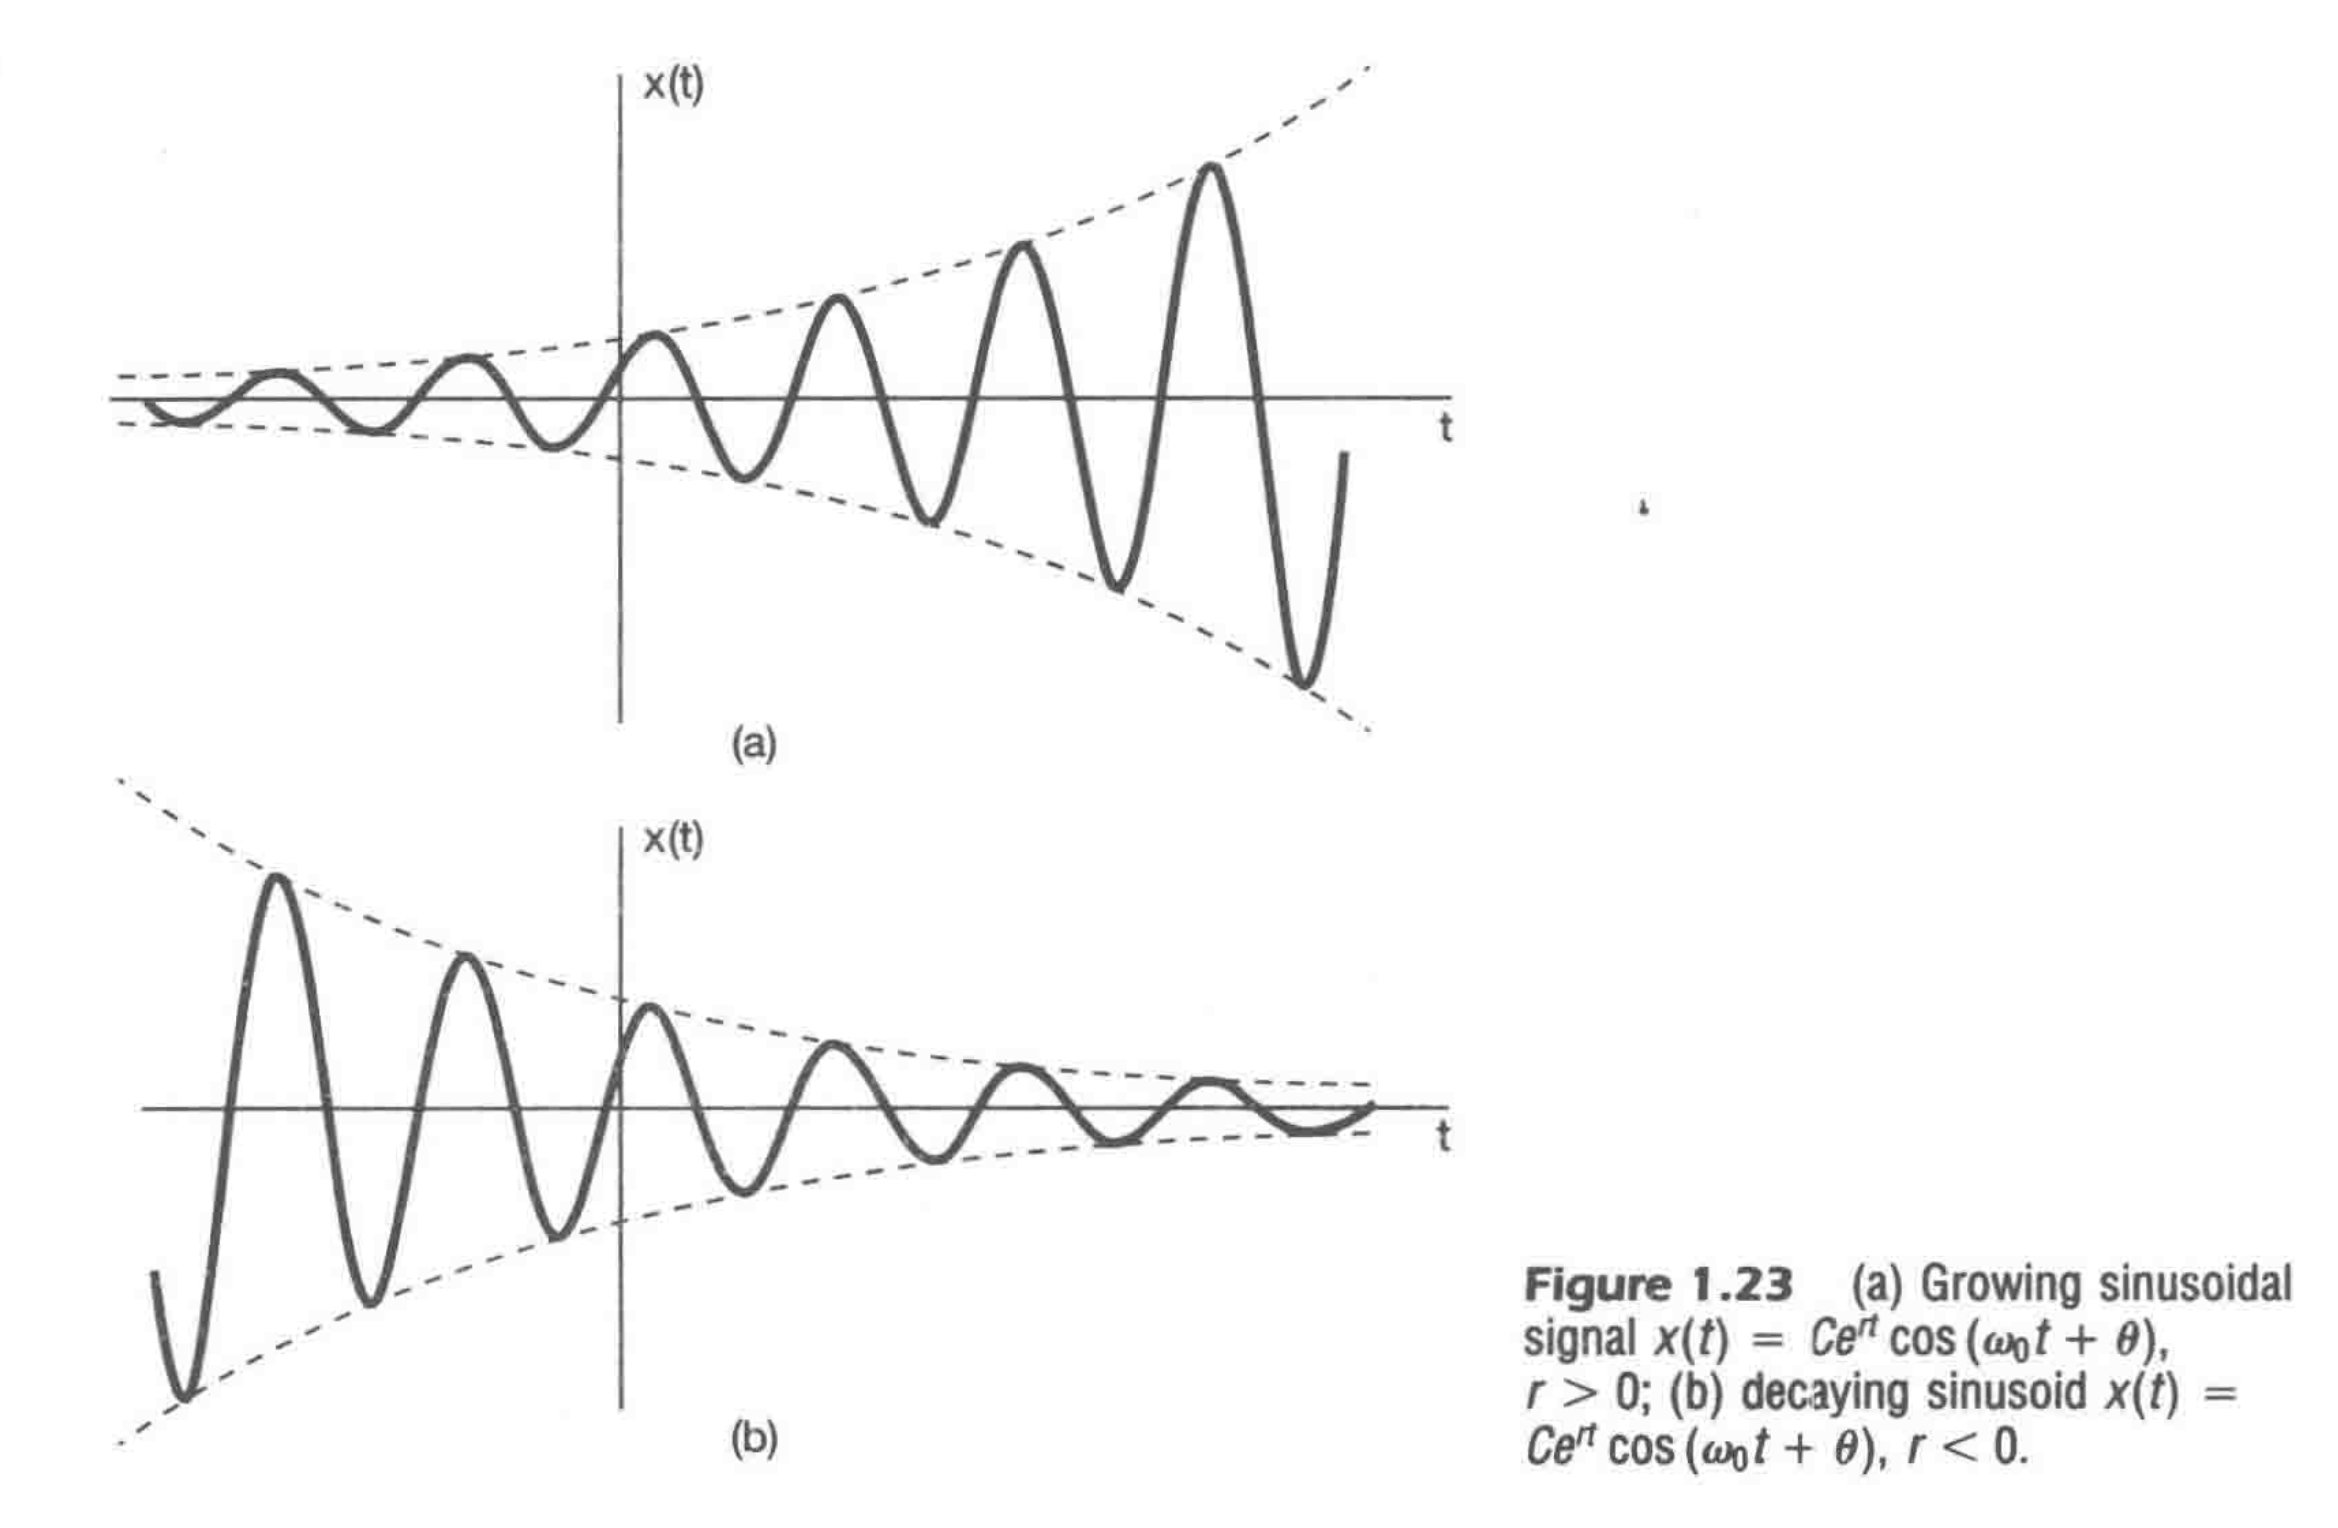 x(t)
t
(a)
x(t)
t
(b)
Figure 1.23 (a) Growing sinusoidal
signal x(t) = Ce^{rt} cos (ω₀t + θ),
r > 0; (b) decaying sinusoid x(t) =
Ce^{rt} cos (ω₀t + θ), r < 0.